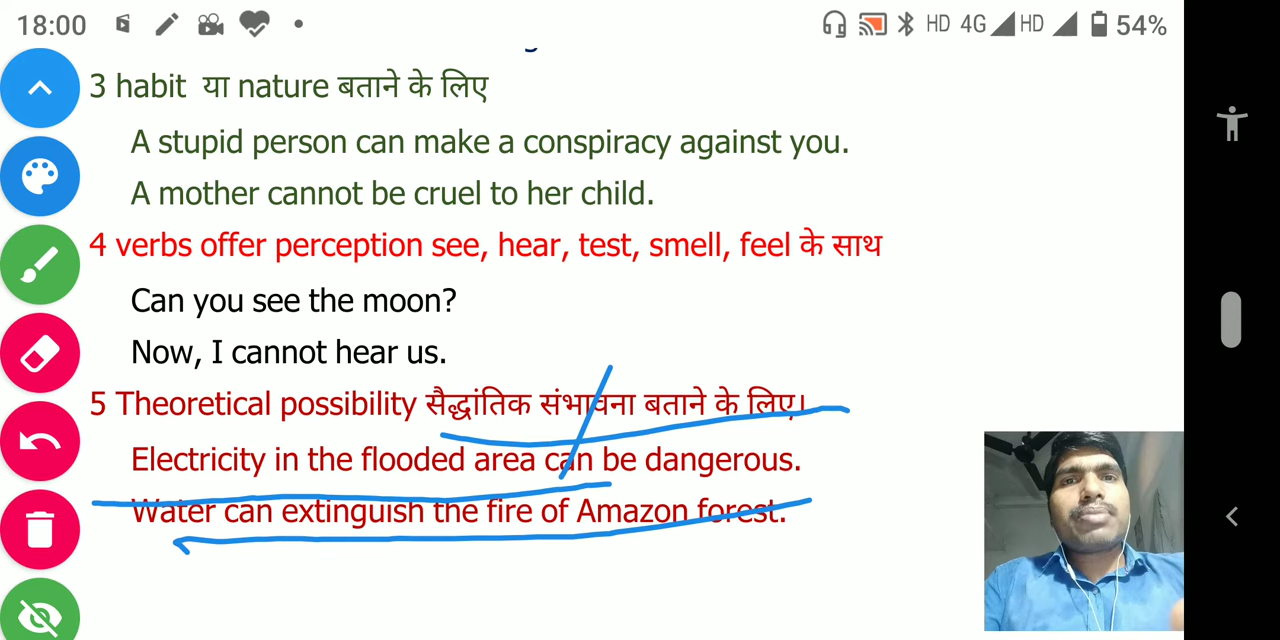 18:00 HD 4G HD 54%
3 habit या nature बताने के लिए
A stupid person can make a conspiracy against you.
A mother cannot be cruel to her child.
4 verbs offer perception see, hear, test, smell, feel के साथ
Can you see the moon?
Now, I cannot hear us.
5 Theoretical possibility सैद्धांतिक संभावना बताने के लिए।
Electricity in the flooded area can be dangerous.
Water can extinguish the fire of Amazon forest.